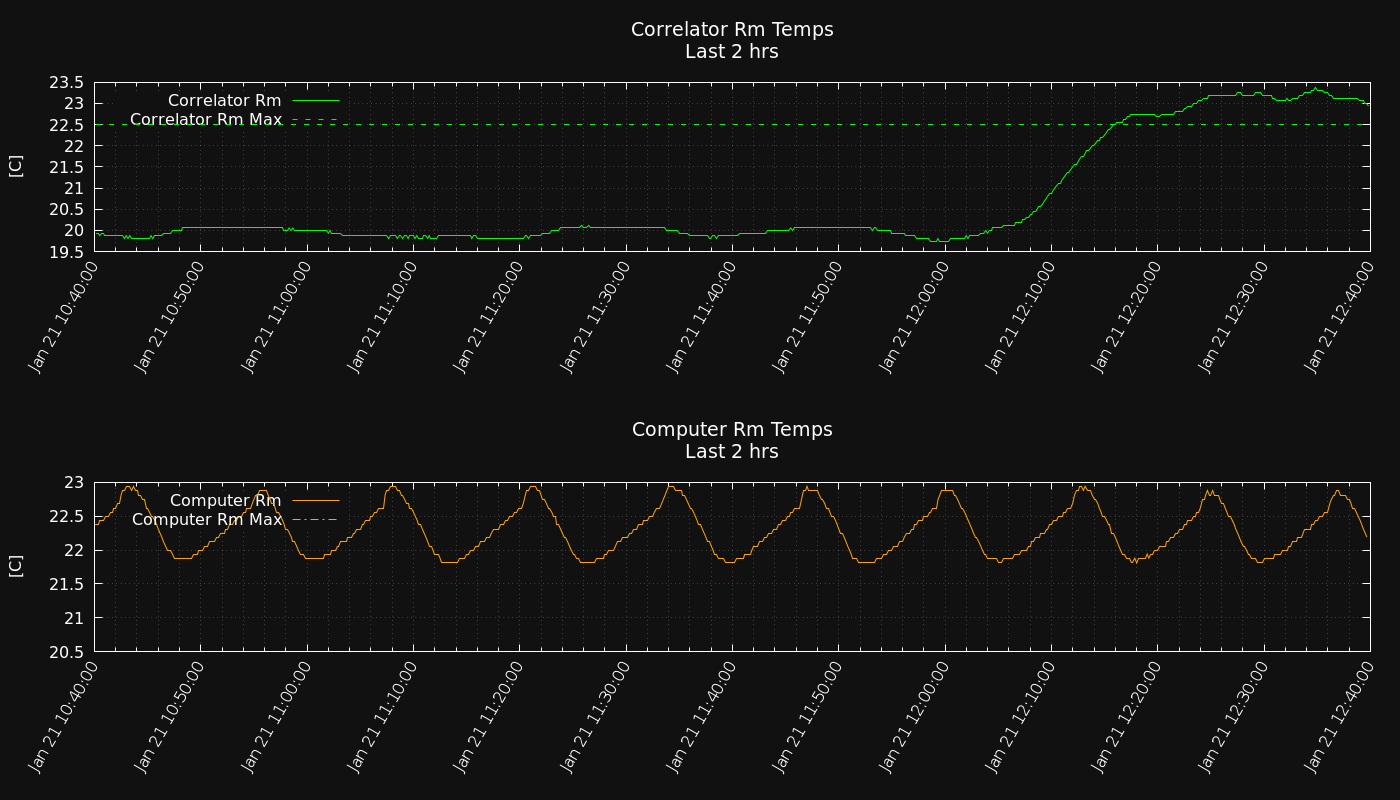 Correlator Rm Temps
Last 2 hrs
23.5
23
22.5
22
21.5
21
20.5
20
19.5
[C]
Correlator Rm
Correlator Rm Max
Jan 21 10:40:00
Jan 21 10:50:00
Jan 21 11:00:00
Jan 21 11:10:00
Jan 21 11:20:00
Jan 21 11:30:00
Jan 21 11:40:00
Jan 21 11:50:00
Jan 21 12:00:00
Jan 21 12:10:00
Jan 21 12:20:00
Jan 21 12:30:00
Jan 21 12:40:00
Computer Rm Temps
Last 2 hrs
23
22.5
22
21.5
21
20.5
[C]
Computer Rm
Computer Rm Max
Jan 21 10:40:00
Jan 21 10:50:00
Jan 21 11:00:00
Jan 21 11:10:00
Jan 21 11:20:00
Jan 21 11:30:00
Jan 21 11:40:00
Jan 21 11:50:00
Jan 21 12:00:00
Jan 21 12:10:00
Jan 21 12:20:00
Jan 21 12:30:00
Jan 21 12:40:00